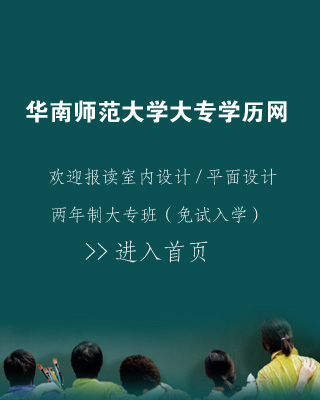 华南师范大学大专学历网
欢迎报读室内设计/平面设计
两年制大专班（免试入学）
>> 进入首页